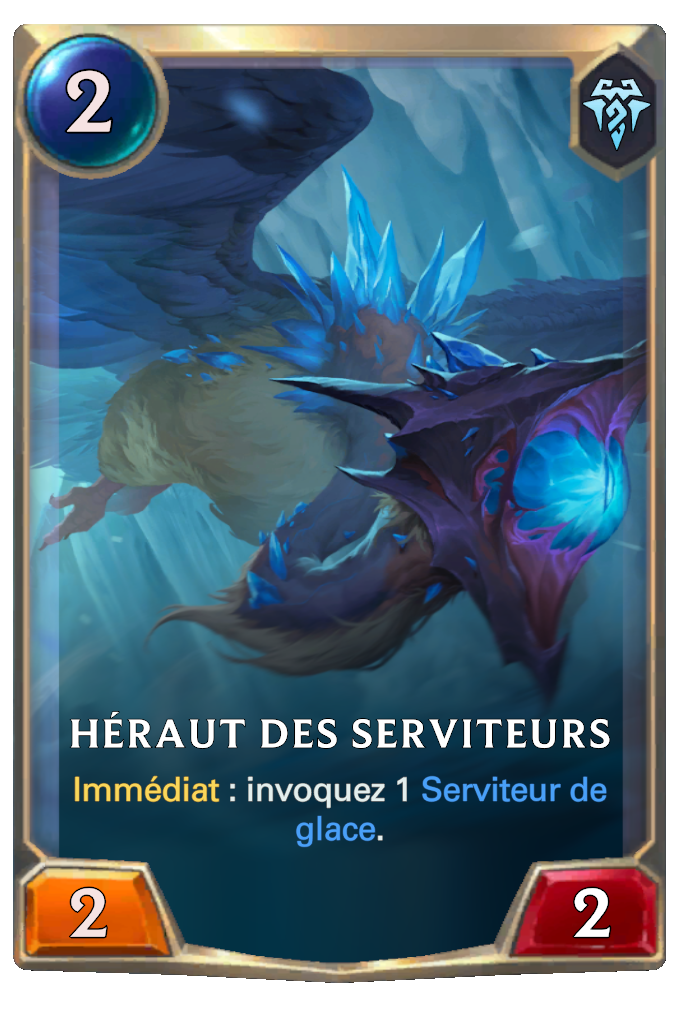 2
HÉRAUT DES SERVITEURS
Immédiat : invoquez 1 Serviteur de
glace.
2 2